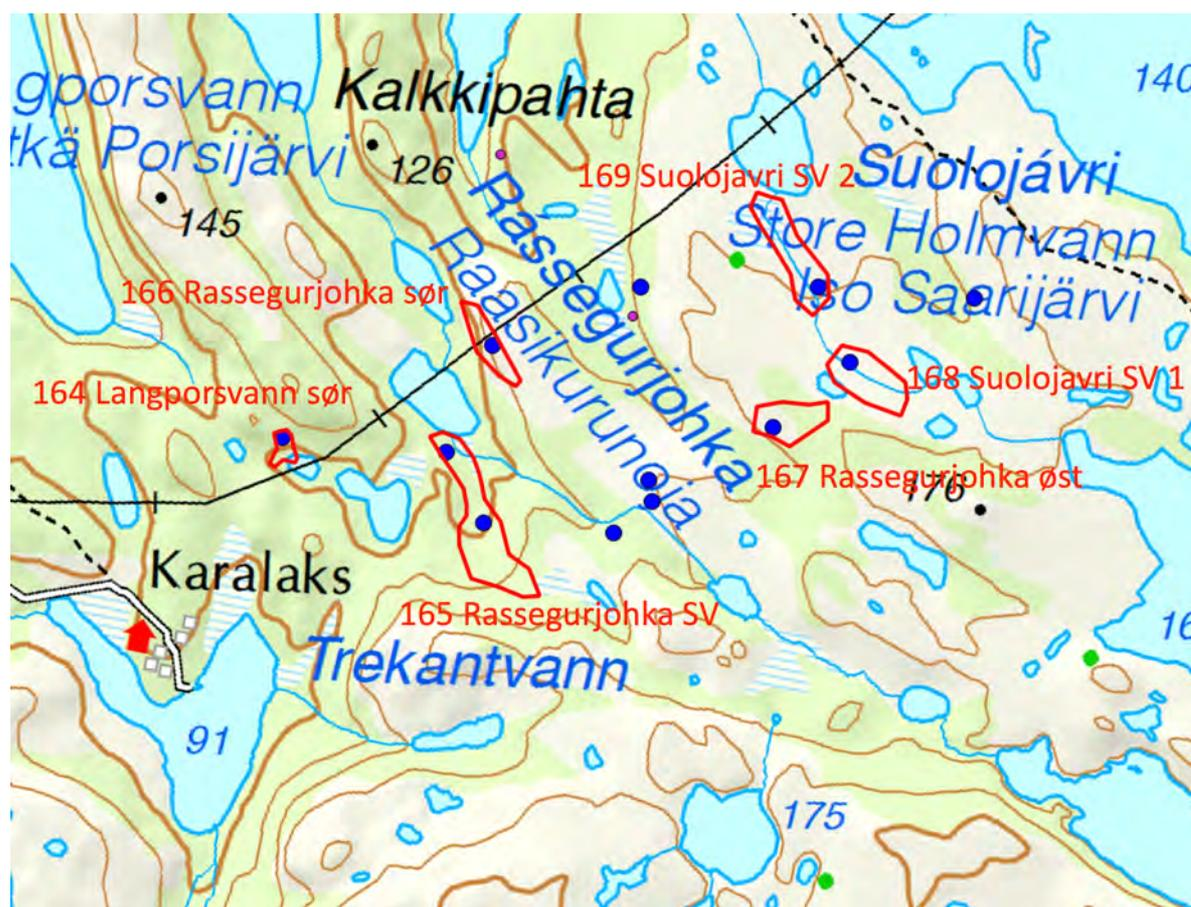 gporsvann
tkä Porsijärvi
Kalkkipahta
126
145
140
169 Suolojavri SV 2
Suolojávri
Store Holmvann
Iso Saarijärvi
Rássegurjohka
Raasikurunoja
166 Rassegurjohka sør
164 Langporsvann sør
168 Suolojavri SV 1
167 Rassegurjohka øst
176
Karalaks
165 Rassegurjohka SV
Trekantvann
16
91
175